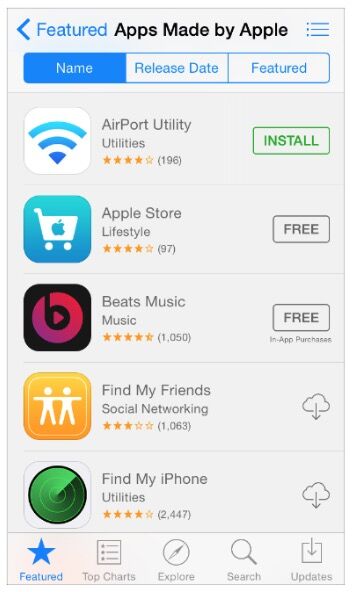 Featured Apps Made by Apple
Name Release Date Featured
AirPort Utility
Utilities
★★★★☆ (196)
INSTALL
Apple Store
Lifestyle
★★★★☆ (97)
FREE
Beats Music
Music
★★★★☆ (1,050)
FREE
In-App Purchases
Find My Friends
Social Networking
★★★☆☆ (1,063)
Find My iPhone
Utilities
★★★★☆ (2,447)
Featured Top Charts Explore Search Updates